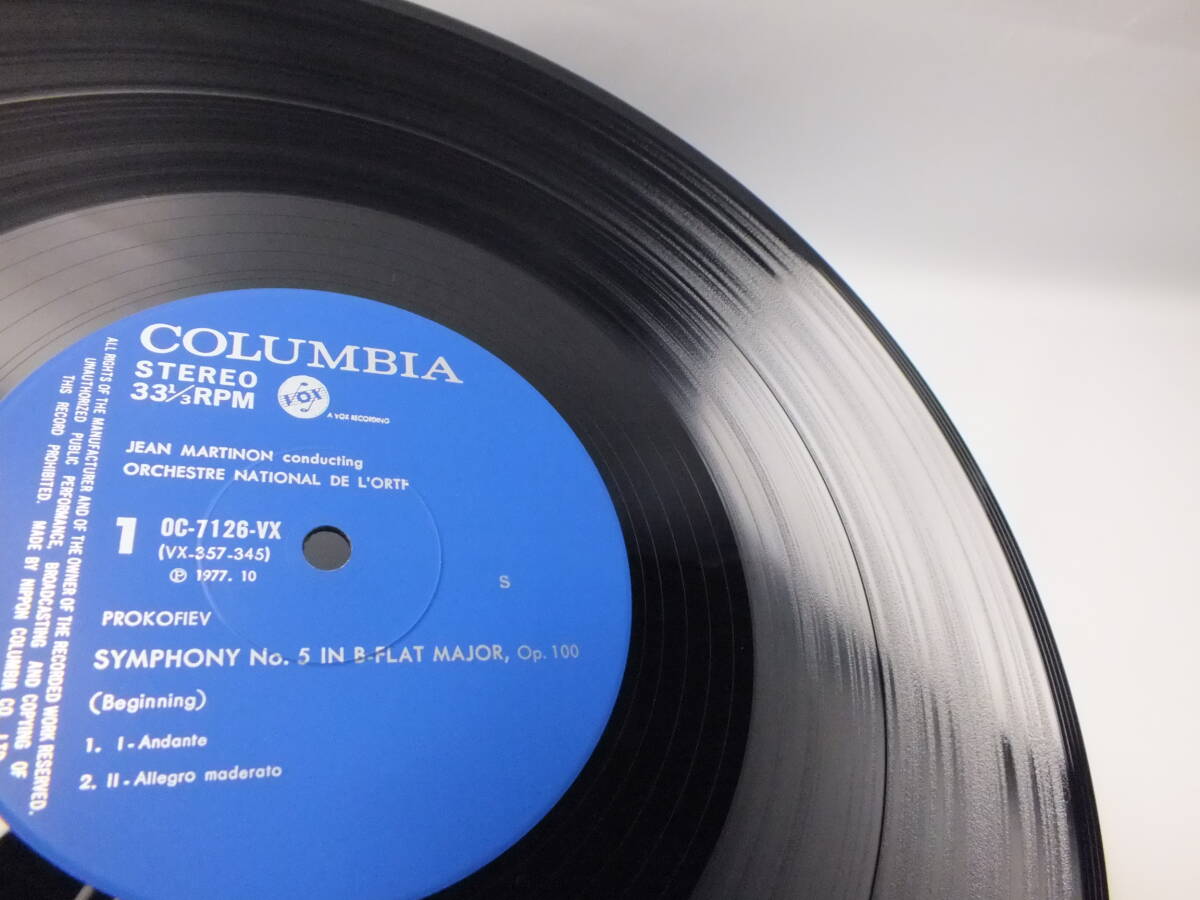 COLUMBIA
STEREO
33⅓RPM
VOX
A VOX RECORDING
JEAN MARTINON conducting
ORCHESTRE NATIONAL DE L'ORTF
1
OC-7126-VX
(VX-357-345)
Ⓟ 1977. 10
S
PROKOFIEV
SYMPHONY No. 5 IN B-FLAT MAJOR, Op. 100
(Beginning)
1. I-Andante
2. II-Allegro maderato
ALL RIGHTS OF THE MANUFACTURER AND OF THE OWNER OF THE RECORDED WORK RESERVED.
UNAUTHORIZED PUBLIC PERFORMANCE, BROADCASTING AND COPYING OF
THIS RECORD PROHIBITED. MADE BY NIPPON COLUMBIA CO., LTD.